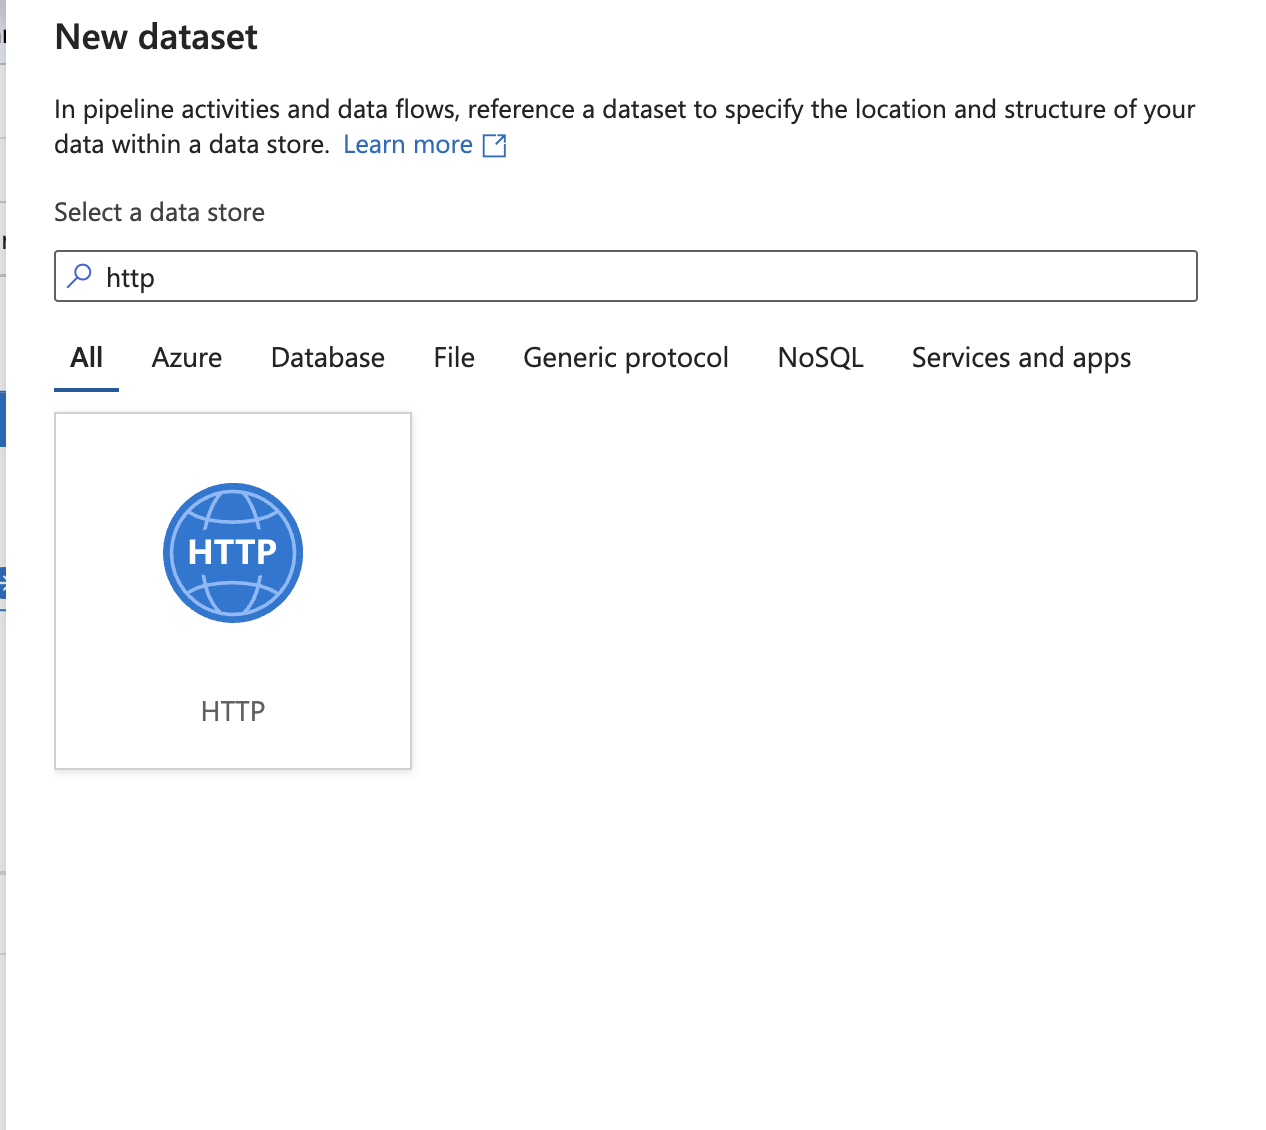 New dataset
In pipeline activities and data flows, reference a dataset to specify the location and structure of your
data within a data store. Learn more
Select a data store
http
All Azure Database File Generic protocol NoSQL Services and apps
HTTP
HTTP